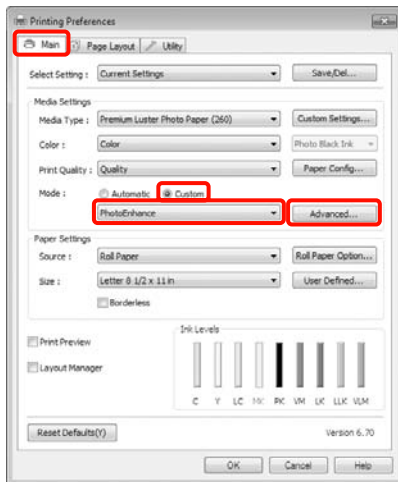 Printing Preferences
Main Page Layout Utility
Select Setting : Current Settings Save/Del...
Media Settings
Media Type : Premium Luster Photo Paper (260) Custom Settings...
Color : Color Photo Black Ink
Print Quality : Quality Paper Config...
Mode : Automatic Custom
PhotoEnhance Advanced...
Paper Settings
Source : Roll Paper Roll Paper Option...
Size : Letter 8 1/2 x 11 in User Defined...
Borderless
Ink Levels
Print Preview
Layout Manager
C Y LC MK PK VM LK LLK VLM
Reset Defaults(Y) Version 6.70
OK Cancel Help